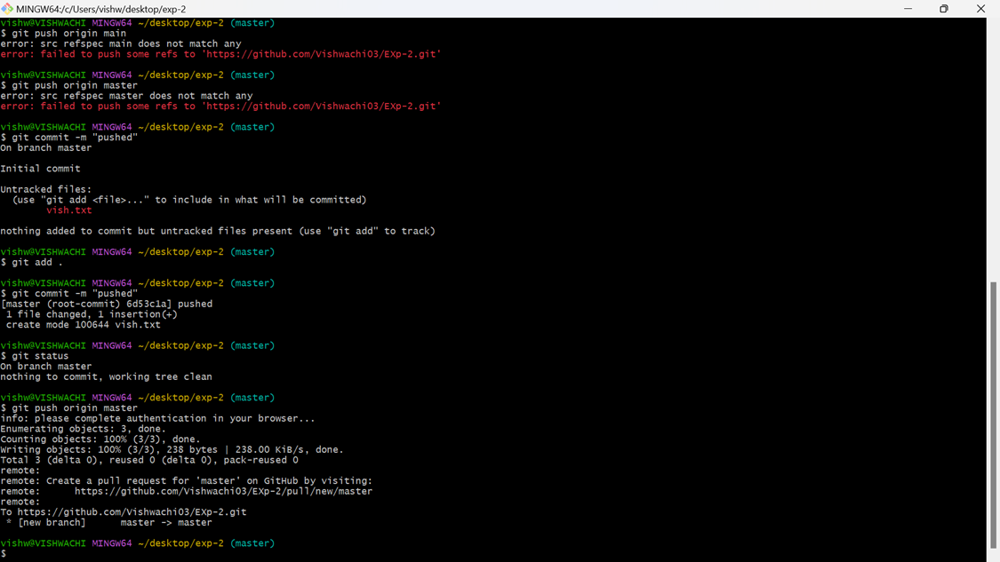 MINGW64:/c/Users/vishw/desktop/exp-2
vishw@VISHWACHI MINGW64 ~/desktop/exp-2 (master)
$ git push origin main
error: src refspec main does not match any
error: failed to push some refs to 'https://github.com/Vishwachi03/EXp-2.git'
vishw@VISHWACHI MINGW64 ~/desktop/exp-2 (master)
$ git push origin master
error: src refspec master does not match any
error: failed to push some refs to 'https://github.com/Vishwachi03/EXp-2.git'
vishw@VISHWACHI MINGW64 ~/desktop/exp-2 (master)
$ git commit -m "pushed"
On branch master
Initial commit
Untracked files:
(use "git add <file>..." to include in what will be committed)
vish.txt
nothing added to commit but untracked files present (use "git add" to track)
vishw@VISHWACHI MINGW64 ~/desktop/exp-2 (master)
$ git add .
vishw@VISHWACHI MINGW64 ~/desktop/exp-2 (master)
$ git commit -m "pushed"
[master (root-commit) 6d53c1a] pushed
1 file changed, 1 insertion(+)
create mode 100644 vish.txt
vishw@VISHWACHI MINGW64 ~/desktop/exp-2 (master)
$ git status
On branch master
nothing to commit, working tree clean
vishw@VISHWACHI MINGW64 ~/desktop/exp-2 (master)
$ git push origin master
info: please complete authentication in your browser...
Enumerating objects: 3, done.
Counting objects: 100% (3/3), done.
Writing objects: 100% (3/3), 238 bytes | 238.00 KiB/s, done.
Total 3 (delta 0), reused 0 (delta 0), pack-reused 0
remote:
remote: Create a pull request for 'master' on GitHub by visiting:
remote: https://github.com/Vishwachi03/EXp-2/pull/new/master
remote:
To https://github.com/Vishwachi03/EXp-2.git
* [new branch] master -> master
vishw@VISHWACHI MINGW64 ~/desktop/exp-2 (master)
$